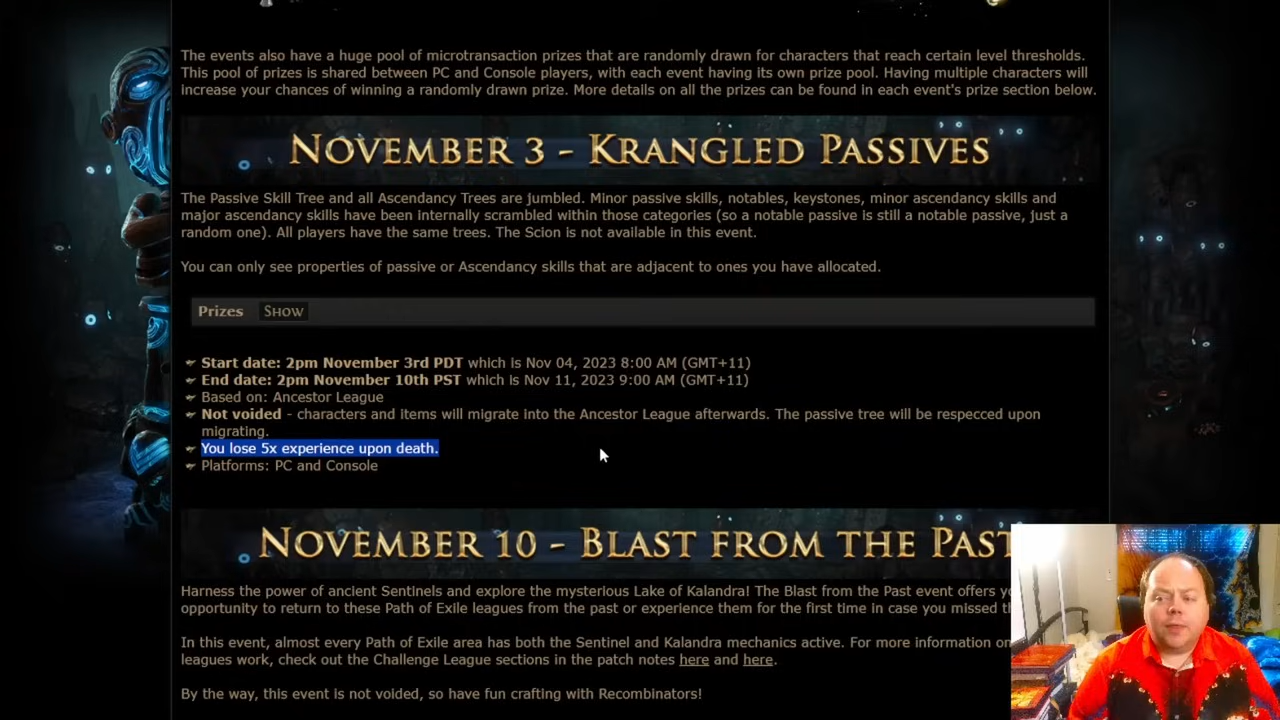 The events also have a huge pool of microtransaction prizes that are randomly drawn for characters that reach certain level thresholds.
This pool of prizes is shared between PC and Console players, with each event having its own prize pool. Having multiple characters will
increase your chances of winning a randomly drawn prize. More details on all the prizes can be found in each event's prize section below.
November 3 - Krangled Passives
The Passive Skill Tree and all Ascendancy Trees are jumbled. Minor passive skills, notables, keystones, minor ascendancy skills and
major ascendancy skills have been internally scrambled within those categories (so a notable passive is still a notable passive, just a
random one). All players have the same trees. The Scion is not available in this event.
You can only see properties of passive or Ascendancy skills that are adjacent to ones you have allocated.
Prizes Show
Start date: 2pm November 3rd PDT which is Nov 04, 2023 8:00 AM (GMT+11)
End date: 2pm November 10th PST which is Nov 11, 2023 9:00 AM (GMT+11)
Based on: Ancestor League
Not voided - characters and items will migrate into the Ancestor League afterwards. The passive tree will be respecced upon
migrating.
You lose 5x experience upon death.
Platforms: PC and Console
November 10 - Blast from the Past
Harness the power of ancient Sentinels and explore the mysterious Lake of Kalandra! The Blast from the Past event offers
opportunity to return to these Path of Exile leagues from the past or experience them for the first time in case you missed
In this event, almost every Path of Exile area has both the Sentinel and Kalandra mechanics active. For more information on
leagues work, check out the Challenge League sections in the patch notes here and here.
By the way, this event is not voided, so have fun crafting with Recombinators!